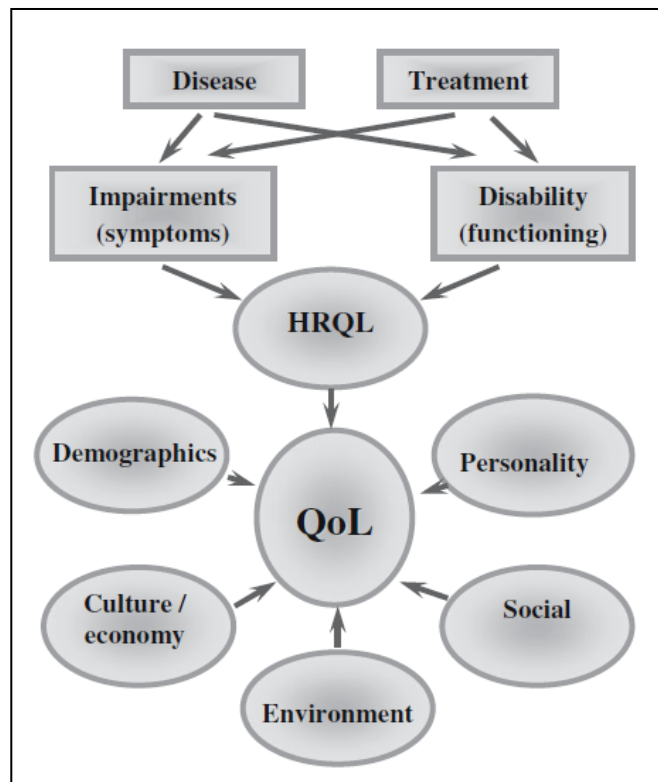 Disease
Treatment
Impairments
(symptoms)
Disability
(functioning)
HRQL
Demographics
Personality
QoL
Culture /
economy
Social
Environment